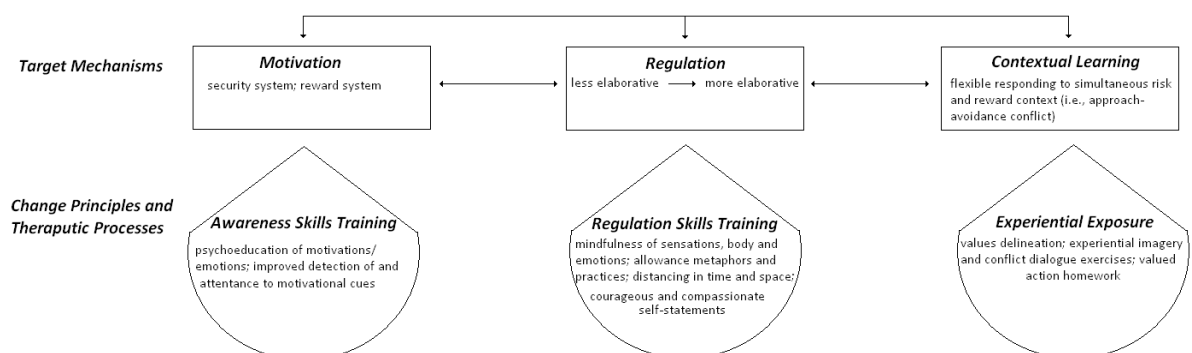 Target Mechanisms
Motivation
security system; reward system
Regulation
less elaborative
more elaborative
Contextual Learning
flexible responding to simultaneous risk
and reward context (i.e., approach-
avoidance conflict)
Change Principles and
Theraputic Processes
Awareness Skills Training
psychoeducation of motivations/
emotions; improved detection of and
attentance to motivational cues
Regulation Skills Training
mindfulness of sensations, body and
emotions; allowance metaphors and
practices; distancing in time and space;
courageous and compassionate
self-statements
Experiential Exposure
values delineation; experiential imagery
and conflict dialogue exercises; valued
action homework